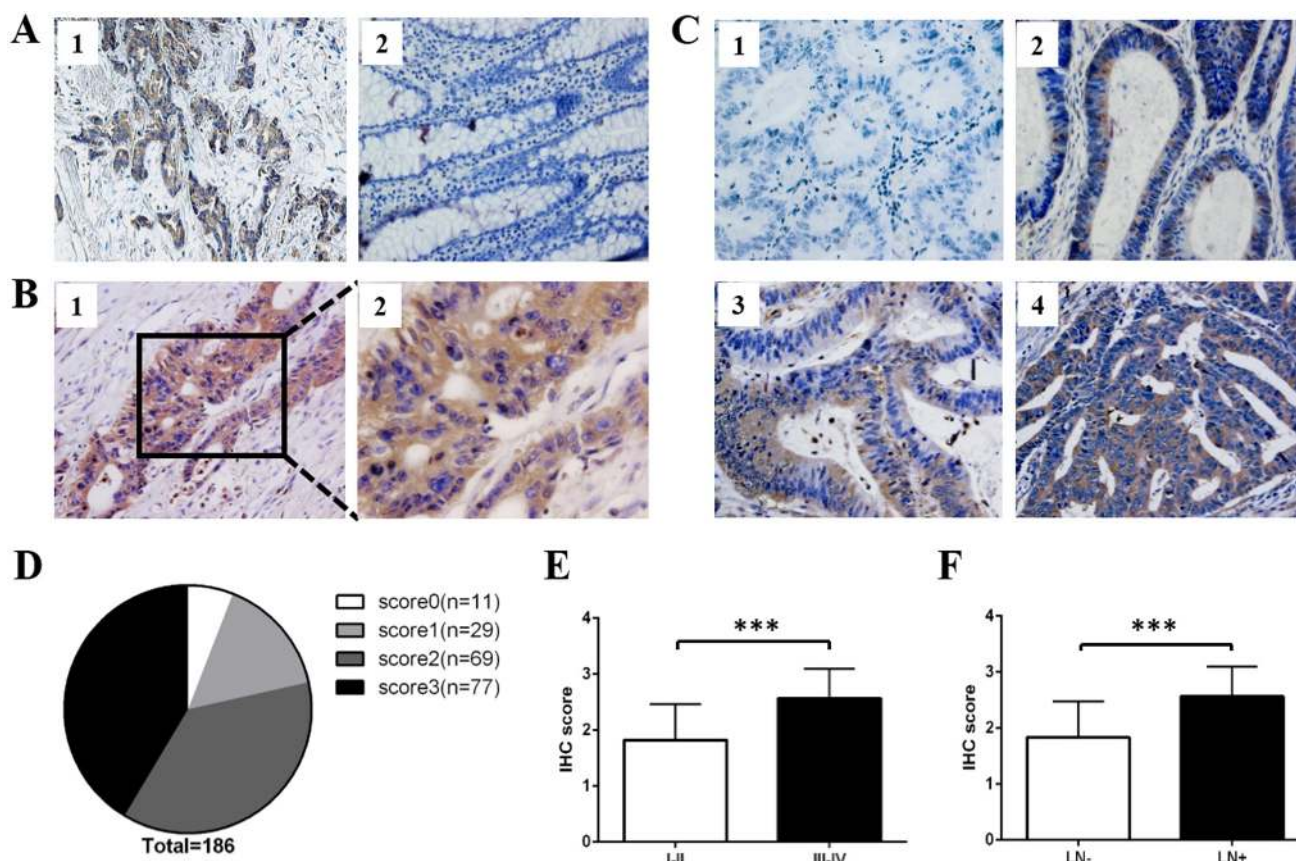 A
1
2
B
1
2
C
1
2
3
4
D
score0(n=11)
score1(n=29)
score2(n=69)
score3(n=77)
Total=186
E
IHC score
4
3
2
1
0
***
I-II
III-IV
F
IHC score
4
3
2
1
0
***
LN-
LN+